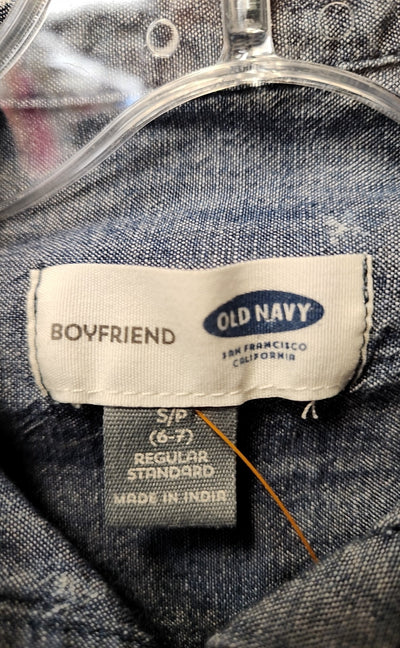 BOYFRIEND
OLD NAVY
SAN FRANCISCO
CALIFORNIA
S/P
(6-7)
REGULAR
STANDARD
MADE IN INDIA